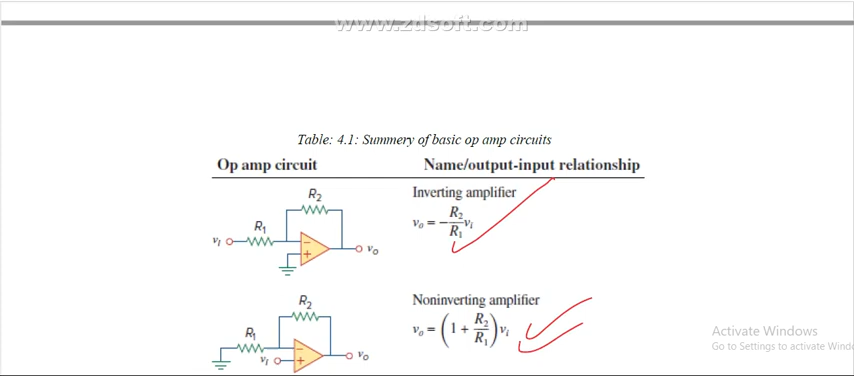 www.zdsoft.com
Table: 4.1: Summery of basic op amp circuits
Op amp circuit Name/output-input relationship
R2
Inverting amplifier
vo = -R2/R1 vi
R1
vi
vo
-
+
R2
Noninverting amplifier
vo = (1 + R2/R1) vi
R1
vi
vo
-
+
Activate Windows
Go to Settings to activate Windo